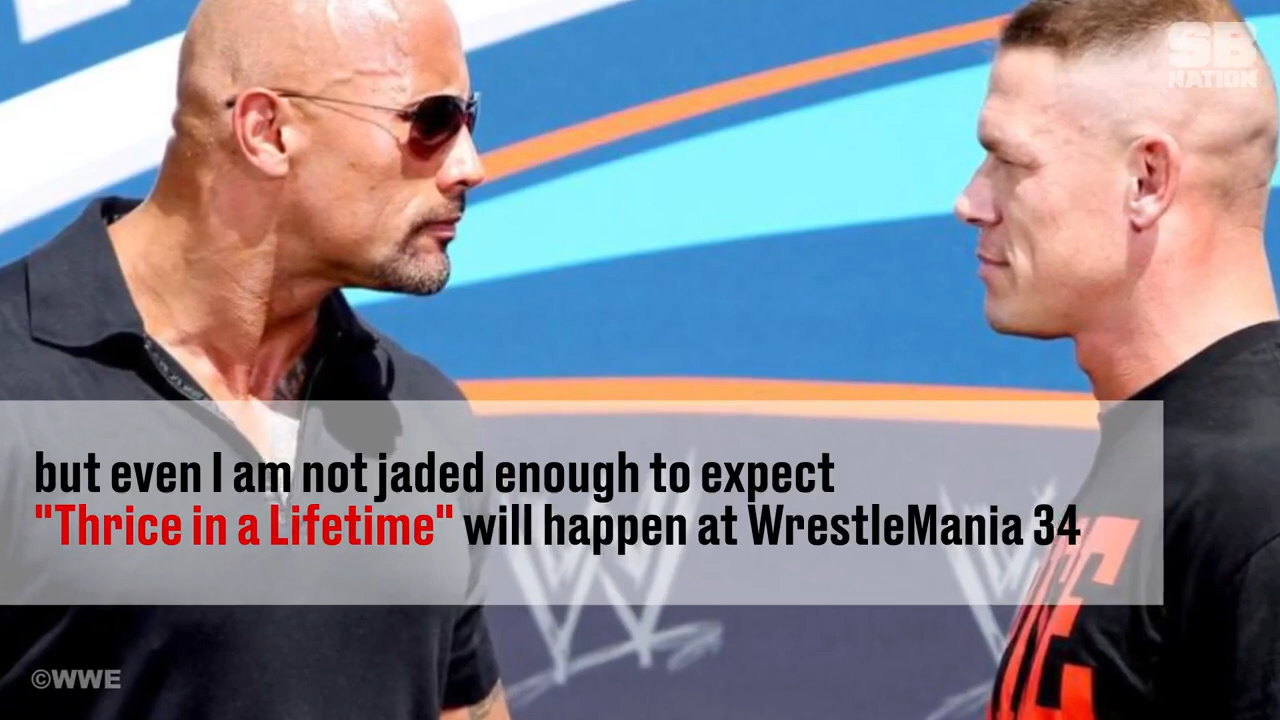 SB
NATION
but even I am not jaded enough to expect
"Thrice in a Lifetime" will happen at WrestleMania 34
©WWE